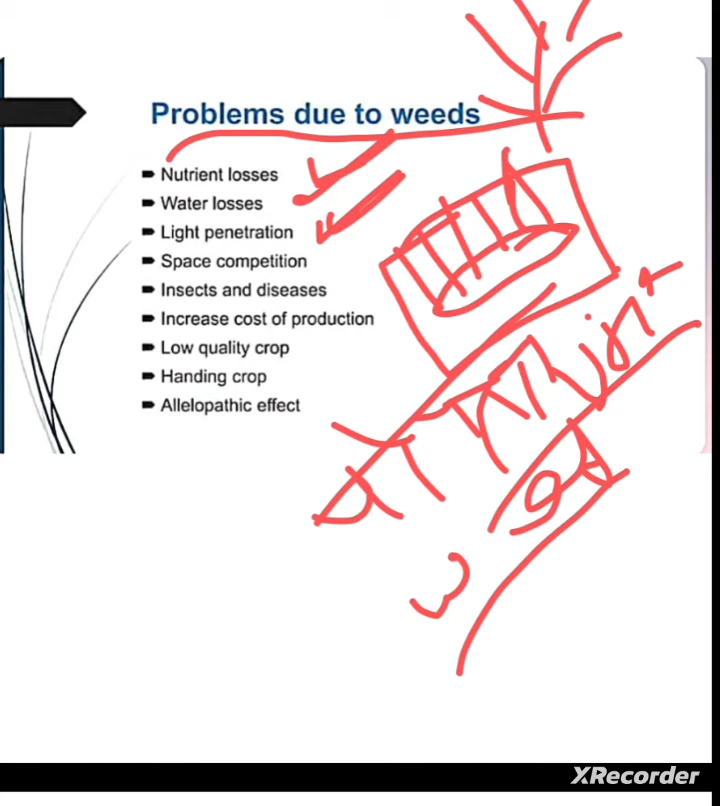 Problems due to weeds
Nutrient losses
Water losses
Light penetration
Space competition
Insects and diseases
Increase cost of production
Low quality crop
Handing crop
Allelopathic effect
XRecorder